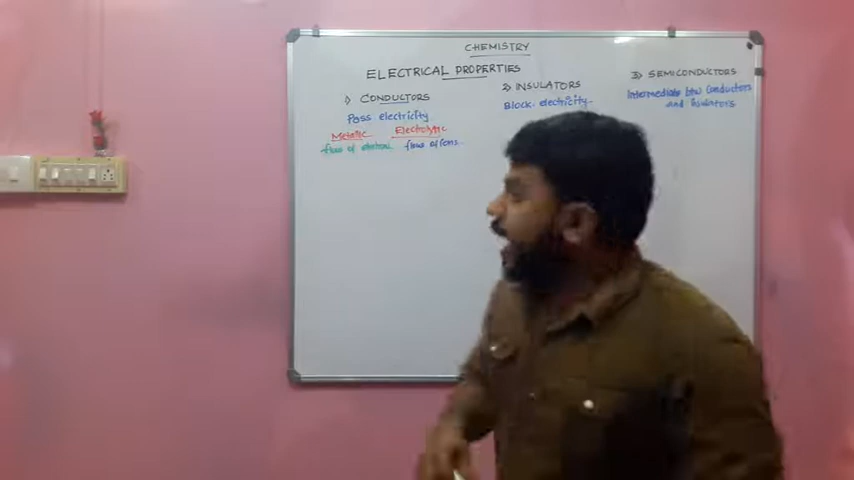 CHEMISTRY
ELECTRICAL PROPERTIES
1) CONDUCTORS
Pass electricity
Metallic Electrolytic
flow of electrons flow of ions
2) INSULATORS
Block electricity
3) SEMICONDUCTORS
Intermediate btw Conductors
and Insulators